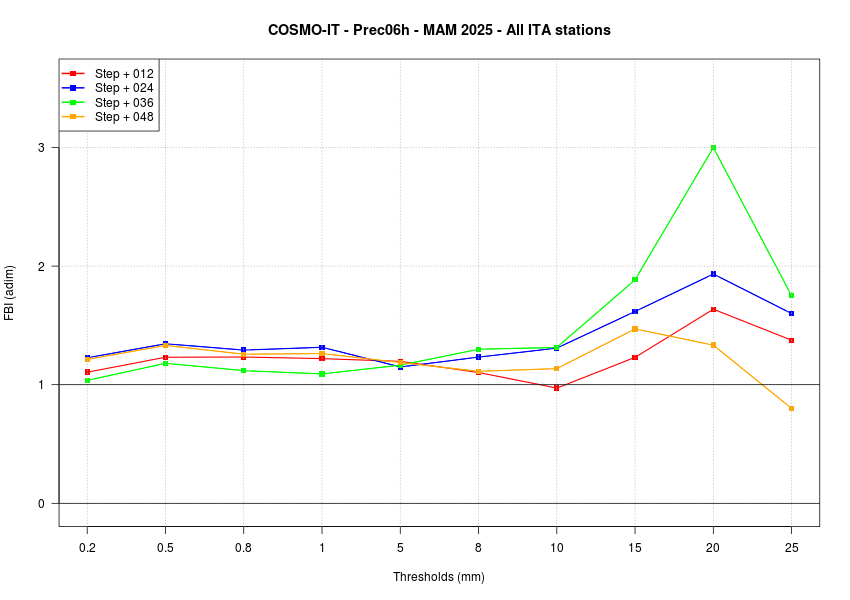 COSMO-IT - Prec06h - MAM 2025 - All ITA stations
Step + 012
Step + 024
Step + 036
Step + 048
3
2
1
0
FBI (adim)
0.2 0.5 0.8 1 5 8 10 15 20 25
Thresholds (mm)